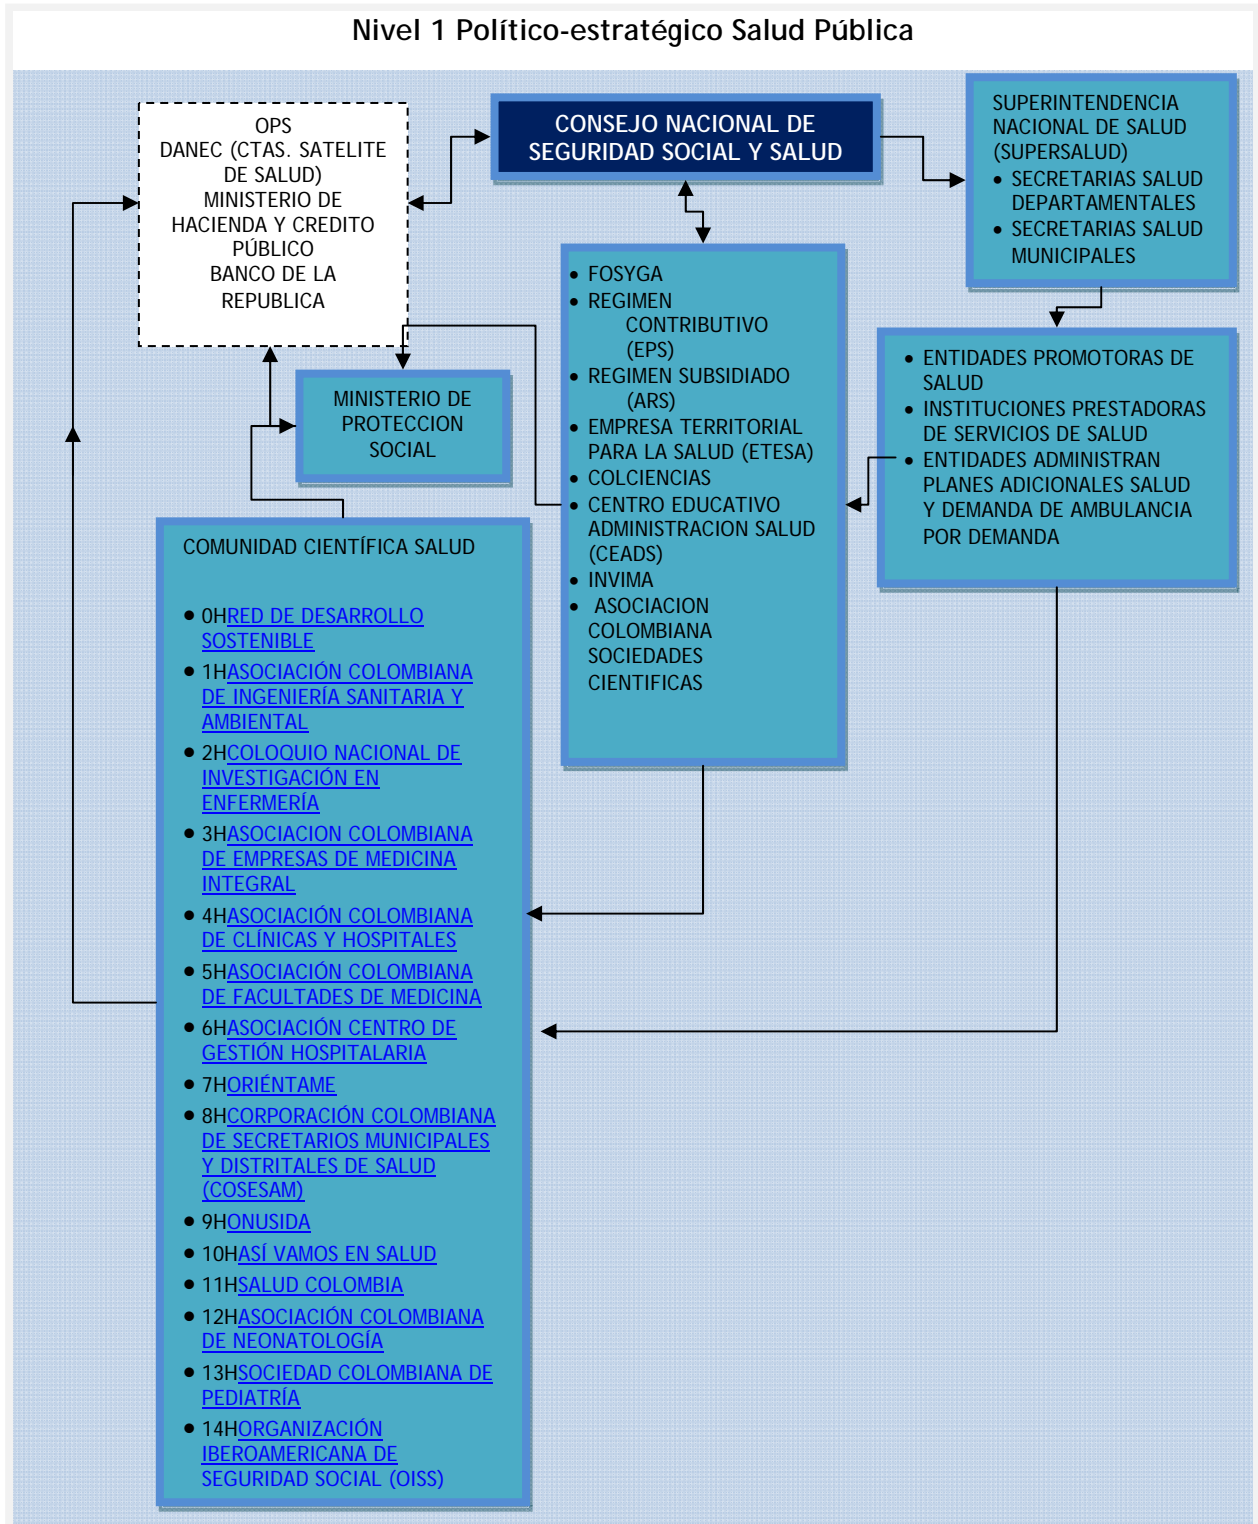 Nivel 1 Político-estratégico Salud Pública
OPS
DANEC (CTAS. SATELITE
DE SALUD)
MINISTERIO DE
HACIENDA Y CREDITO
PÚBLICO
BANCO DE LA
REPUBLICA
CONSEJO NACIONAL DE
SEGURIDAD SOCIAL Y SALUD
SUPERINTENDENCIA
NACIONAL DE SALUD
(SUPERSALUD)
• SECRETARIAS SALUD
DEPARTAMENTALES
• SECRETARIAS SALUD
MUNICIPALES
• FOSYGA
• REGIMEN
CONTRIBUTIVO
(EPS)
• REGIMEN SUBSIDIADO
(ARS)
• EMPRESA TERRITORIAL
PARA LA SALUD (ETESA)
• COLCIENCIAS
• CENTRO EDUCATIVO
ADMINISTRACION SALUD
(CEADS)
• INVIMA
• ASOCIACION
COLOMBIANA
SOCIEDADES
CIENTIFICAS
• ENTIDADES PROMOTORAS DE
SALUD
• INSTITUCIONES PRESTADORAS
DE SERVICIOS DE SALUD
• ENTIDADES ADMINISTRAN
PLANES ADICIONALES SALUD
Y DEMANDA DE AMBULANCIA
POR DEMANDA
MINISTERIO DE
PROTECCION
SOCIAL
COMUNIDAD CIENTÍFICA SALUD
• 0HRED DE DESARROLLO
SOSTENIBLE
• 1HASOCIACIÓN COLOMBIANA
DE INGENIERÍA SANITARIA Y
AMBIENTAL
• 2HCOLOQUIO NACIONAL DE
INVESTIGACIÓN EN
ENFERMERÍA
• 3HASOCIACION COLOMBIANA
DE EMPRESAS DE MEDICINA
INTEGRAL
• 4HASOCIACIÓN COLOMBIANA
DE CLÍNICAS Y HOSPITALES
• 5HASOCIACIÓN COLOMBIANA
DE FACULTADES DE MEDICINA
• 6HASOCIACIÓN CENTRO DE
GESTIÓN HOSPITALARIA
• 7HORIÉNTAME
• 8HCORPORACIÓN COLOMBIANA
DE SECRETARIOS MUNICIPALES
Y DISTRITALES DE SALUD
(COSESAM)
• 9HONUSIDA
• 10HASÍ VAMOS EN SALUD
• 11HSALUD COLOMBIA
• 12HASOCIACIÓN COLOMBIANA
DE NEONATOLOGÍA
• 13HSOCIEDAD COLOMBIANA DE
PEDIATRÍA
• 14HORGANIZACIÓN
IBEROAMERICANA DE
SEGURIDAD SOCIAL (OISS)